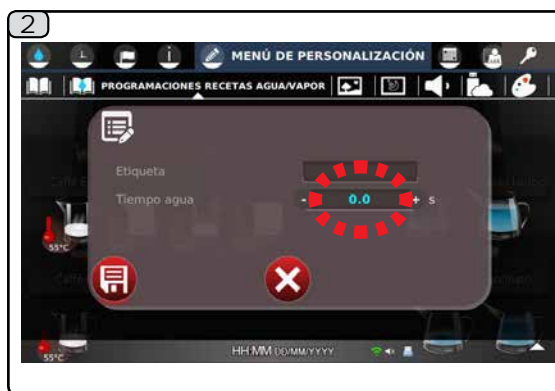 2
MENÚ DE PERSONALIZACIÓN
PROGRAMACIONES RECETAS AGUA/VAPOR
Etiqueta
Tiempo agua - 0.0 + s
55°C
55°C
HH:MM DD/MM/YYYY